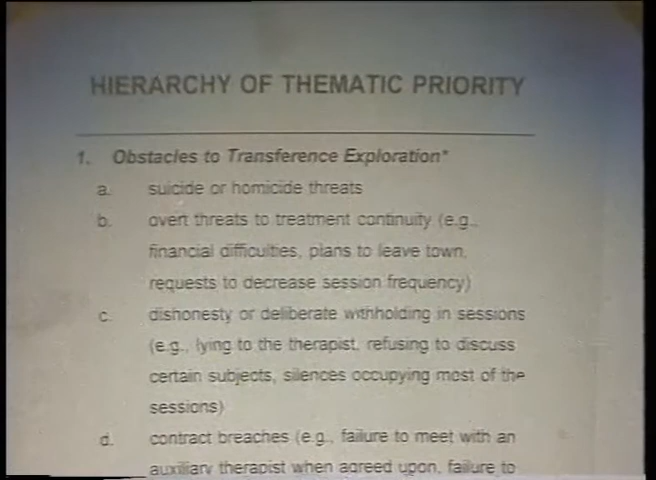 HIERARCHY OF THEMATIC PRIORITY
1. Obstacles to Transference Exploration*
a. suicide or homicide threats
b. overt threats to treatment continuity (e.g.,
financial difficulties, plans to leave town,
requests to decrease session frequency)
c. dishonesty or deliberate withholding in sessions
(e.g., lying to the therapist, refusing to discuss
certain subjects, silences occupying most of the
sessions)
d. contract breaches (e.g., failure to meet with an
auxiliary therapist when agreed upon, failure to